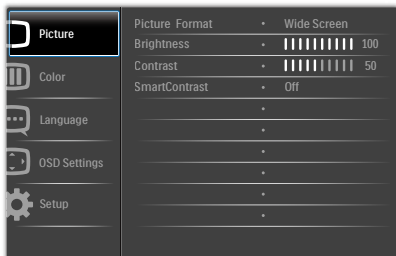 Picture
Color
Language
OSD Settings
Setup
Picture Format • Wide Screen
Brightness • 100
Contrast • 50
SmartContrast • Off
•
•
•
•
•
•